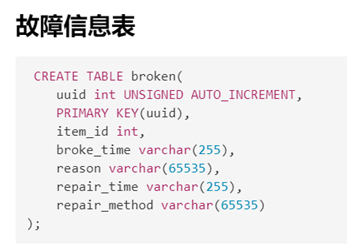 故障信息表
CREATE TABLE broken(
uuid int UNSIGNED AUTO_INCREMENT,
PRIMARY KEY(uuid),
item_id int,
broke_time varchar(255),
reason varchar(65535),
repair_time varchar(255),
repair_method varchar(65535)
);